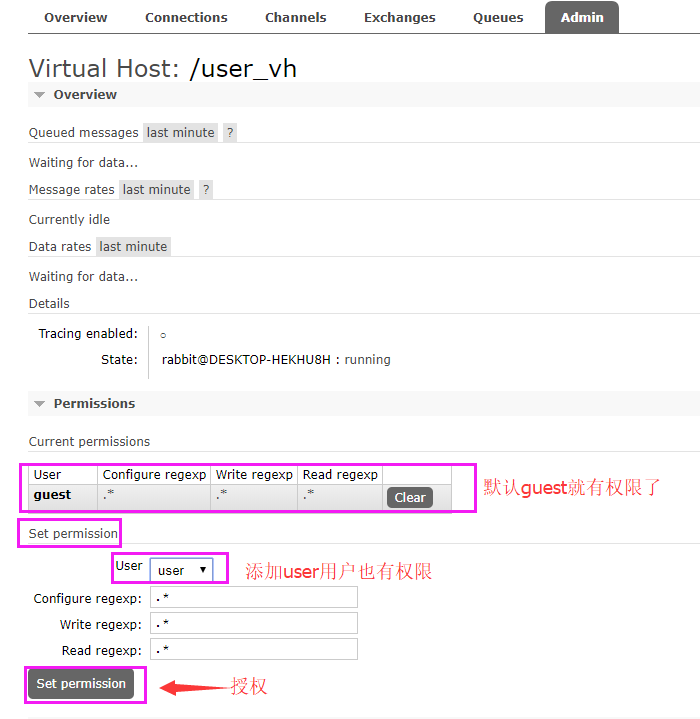 Overview Connections Channels Exchanges Queues Admin
Virtual Host: /user_vh
Overview
Queued messages last minute ?
Waiting for data...
Message rates last minute ?
Currently idle
Data rates last minute
Waiting for data...
Details
Tracing enabled: ○
State: rabbit@DESKTOP-HEKHU8H : running
Permissions
Current permissions
User Configure regexp Write regexp Read regexp
guest .* .* .* Clear 默认guest就有权限了
Set permission
User user ▼ 添加user用户也有权限
Configure regexp: .*
Write regexp: .*
Read regexp: .*
Set permission 授权